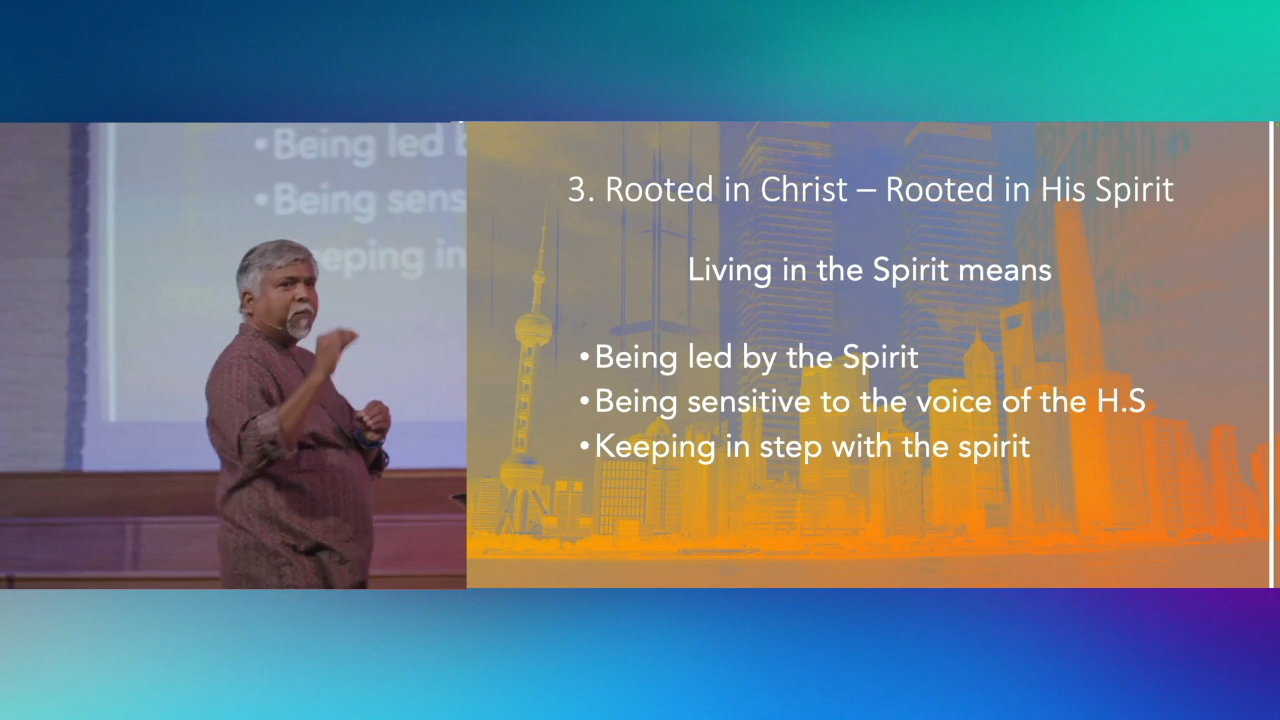 •Being led
•Being sens
eeping in
3. Rooted in Christ – Rooted in His Spirit
Living in the Spirit means
•Being led by the Spirit
•Being sensitive to the voice of the H.S
•Keeping in step with the spirit